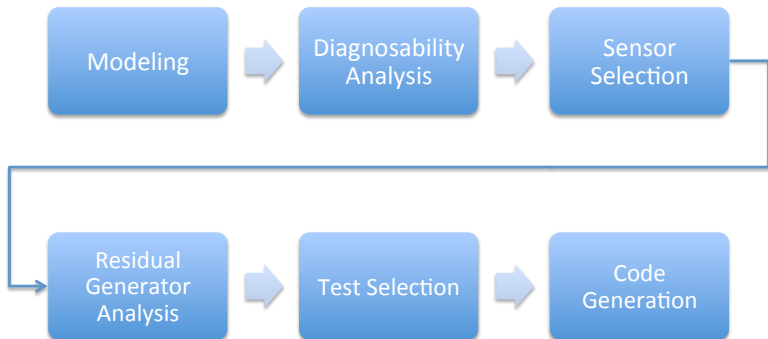 Modeling
Diagnosability
Analysis
Sensor
Selection
Residual
Generator
Analysis
Test Selection
Code
Generation